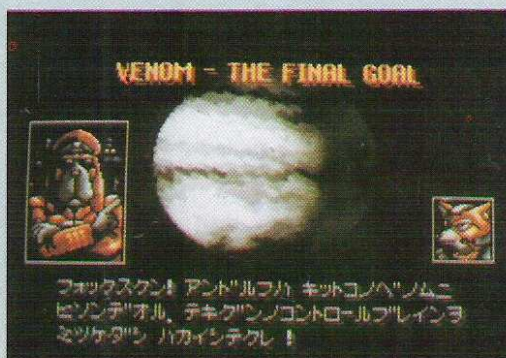 VENOM - THE FINAL GOAL
フォックスクン! アンドルフハ キットコノベノムニ
ヒソンデオル、テキグンノコントロールブレインヲ
ミツケダシ ハカイシテクレ !